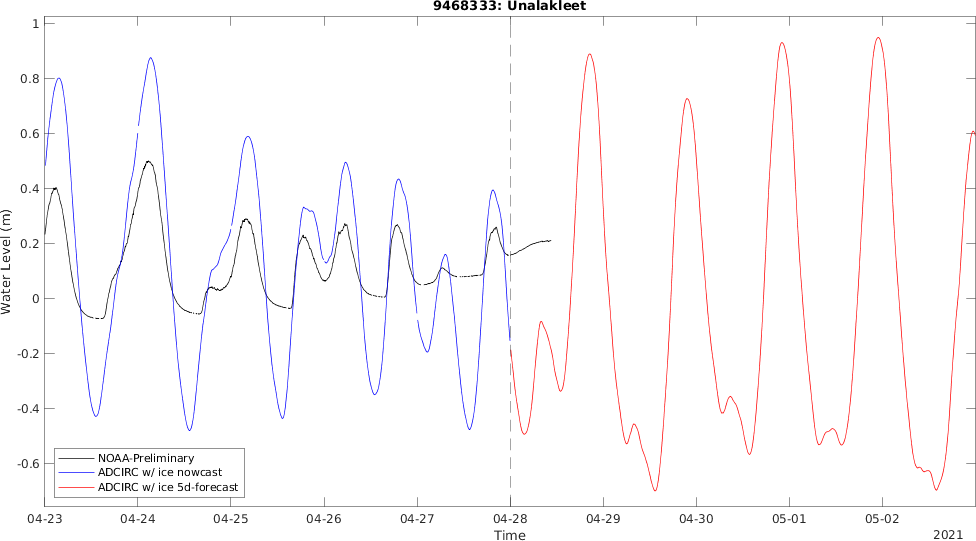 9468333: Unalakleet
1
0.8
0.6
0.4
0.2
0
-0.2
-0.4
-0.6
Water Level (m)
NOAA-Preliminary
ADCIRC w/ ice nowcast
ADCIRC w/ ice 5d-forecast
04-23 04-24 04-25 04-26 04-27 04-28 04-29 04-30 05-01 05-02
Time
2021